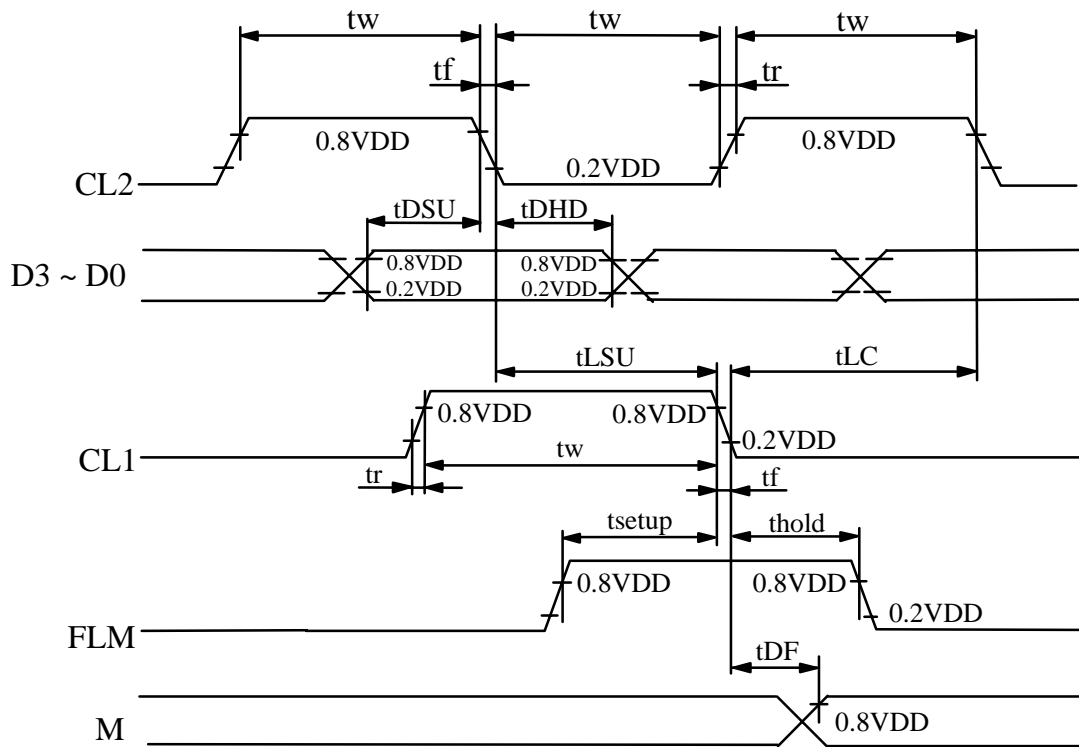 tw tw tw
tf tr
0.8VDD 0.2VDD 0.8VDD
CL2
tDSU tDHD
D3 ~ D0
0.8VDD 0.8VDD
0.2VDD 0.2VDD
tLSU tLC
0.8VDD 0.8VDD
0.2VDD
CL1
tw
tr tf
tsetup thold
0.8VDD 0.8VDD
0.2VDD
FLM
tDF
M
0.8VDD